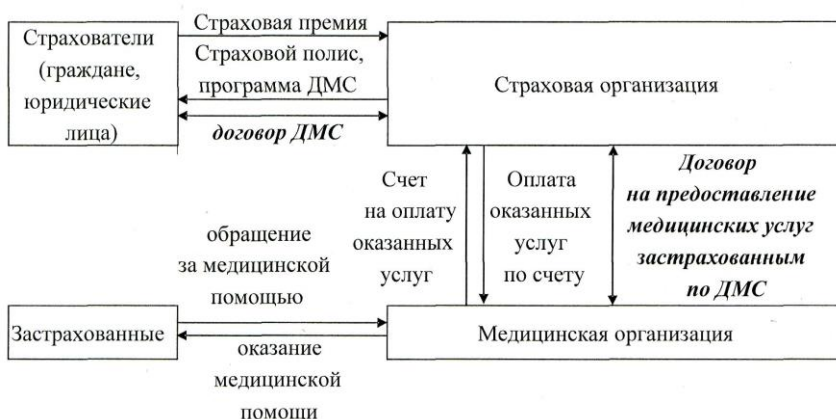 Страхователи
(граждане,
юридические
лица)
Страховая премия
Страховой полис,
программа ДМС
договор ДМС
Страховая организация
Счет
на оплату
оказанных
услуг
Оплата
оказанных
услуг
по счету
Договор
на предоставление
медицинских услуг
застрахованным
по ДМС
обращение
за медицинской
помощью
Застрахованные
оказание
медицинской
помощи
Медицинская организация